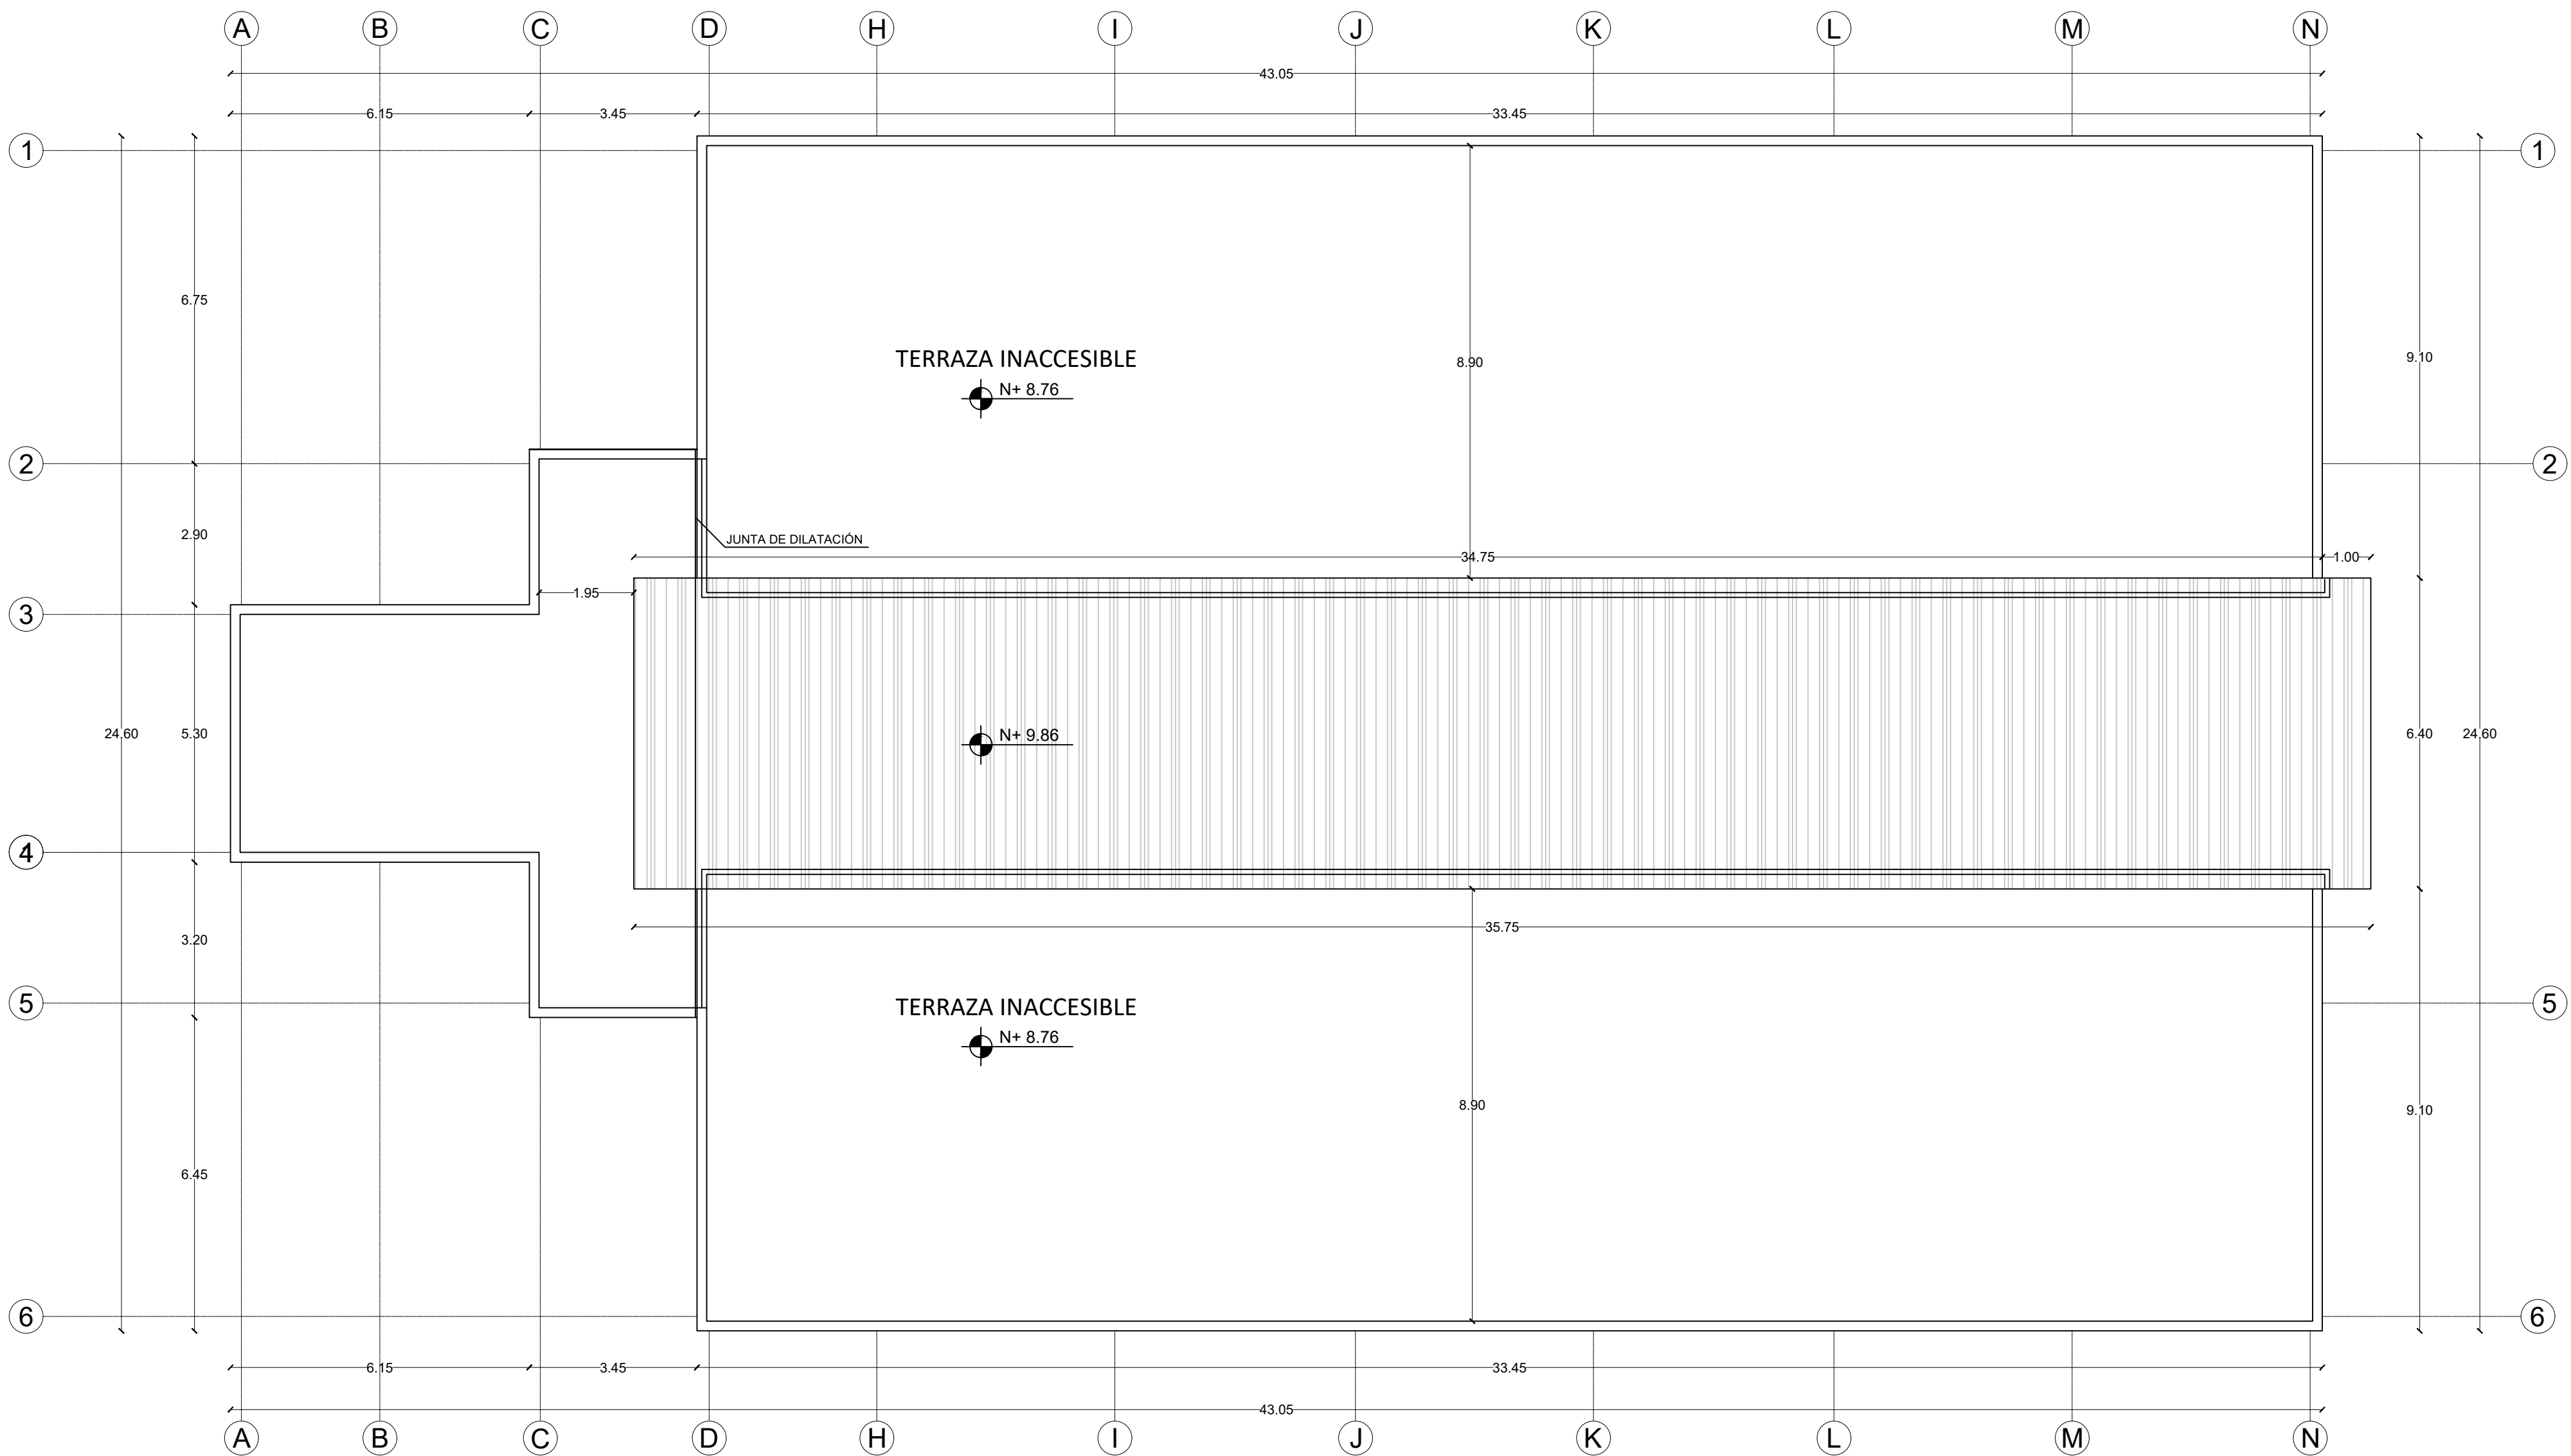 A B C D H I J K L M N
43.05
6.15 3.45 33.45
1 1
6.75
TERRAZA INACCESIBLE
8.90
9.10
N+ 8.76
2 2
2.90
JUNTA DE DILATACIÓN
34.75 1.00
1.95
3
24.60 5.30
N+ 9.86
6.40 24.60
4
35.75
3.20
5 5
TERRAZA INACCESIBLE
N+ 8.76
8.90
9.10
6.45
6 6
6.15 3.45 33.45
43.05
A B C D H I J K L M N